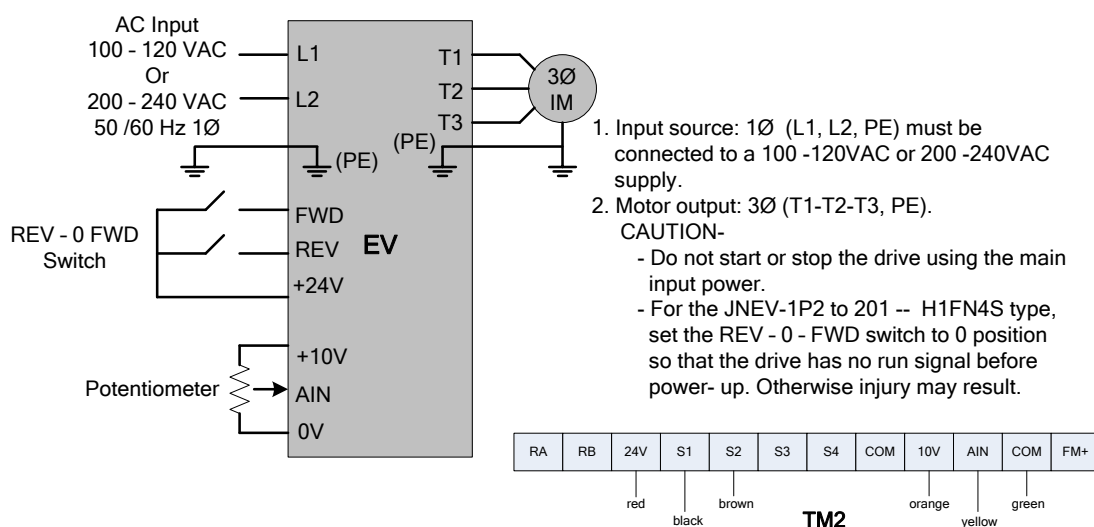 AC Input
100 - 120 VAC
Or
200 - 240 VAC
50 /60 Hz 1Ø
L1
L2
(PE)
T1
T2
T3
(PE)
3Ø
IM
REV - 0 FWD
Switch
FWD
REV
+24V
EV
Potentiometer
+10V
AIN
0V
1. Input source: 1Ø (L1, L2, PE) must be
connected to a 100 -120VAC or 200 -240VAC
supply.
2. Motor output: 3Ø (T1-T2-T3, PE).
CAUTION-
- Do not start or stop the drive using the main
input power.
- For the JNEV-1P2 to 201 -- H1FN4S type,
set the REV - 0 - FWD switch to 0 position
so that the drive has no run signal before
power- up. Otherwise injury may result.
RA RB 24V S1 S2 S3 S4 COM 10V AIN COM FM+
red black brown orange yellow green
TM2